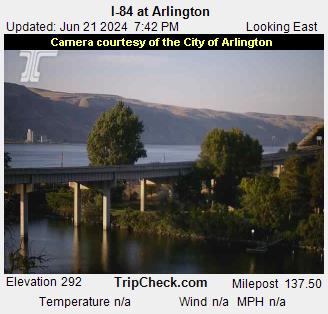 I-84 at Arlington
Updated: Jun 21 2024 7:42 PM Looking East
Camera courtesy of the City of Arlington
Elevation 292 TripCheck.com Milepost 137.50
Temperature n/a Wind n/a MPH n/a